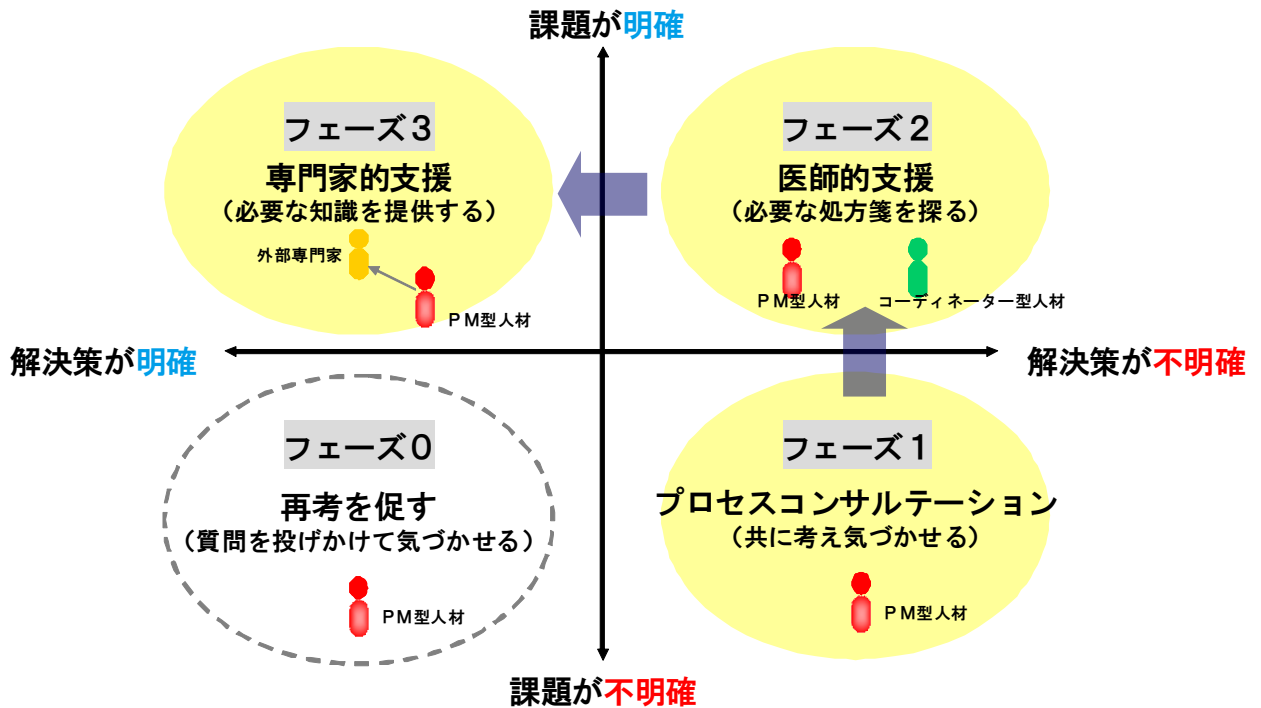 課題が明確
フェーズ３
専門家的支援
（必要な知識を提供する）
外部専門家
ＰＭ型人材
フェーズ２
医師的支援
（必要な処方箋を探る）
ＰＭ型人材
コーディネーター型人材
解決策が明確
解決策が不明確
フェーズ０
再考を促す
（質問を投げかけて気づかせる）
ＰＭ型人材
フェーズ１
プロセスコンサルテーション
（共に考え気づかせる）
ＰＭ型人材
課題が不明確